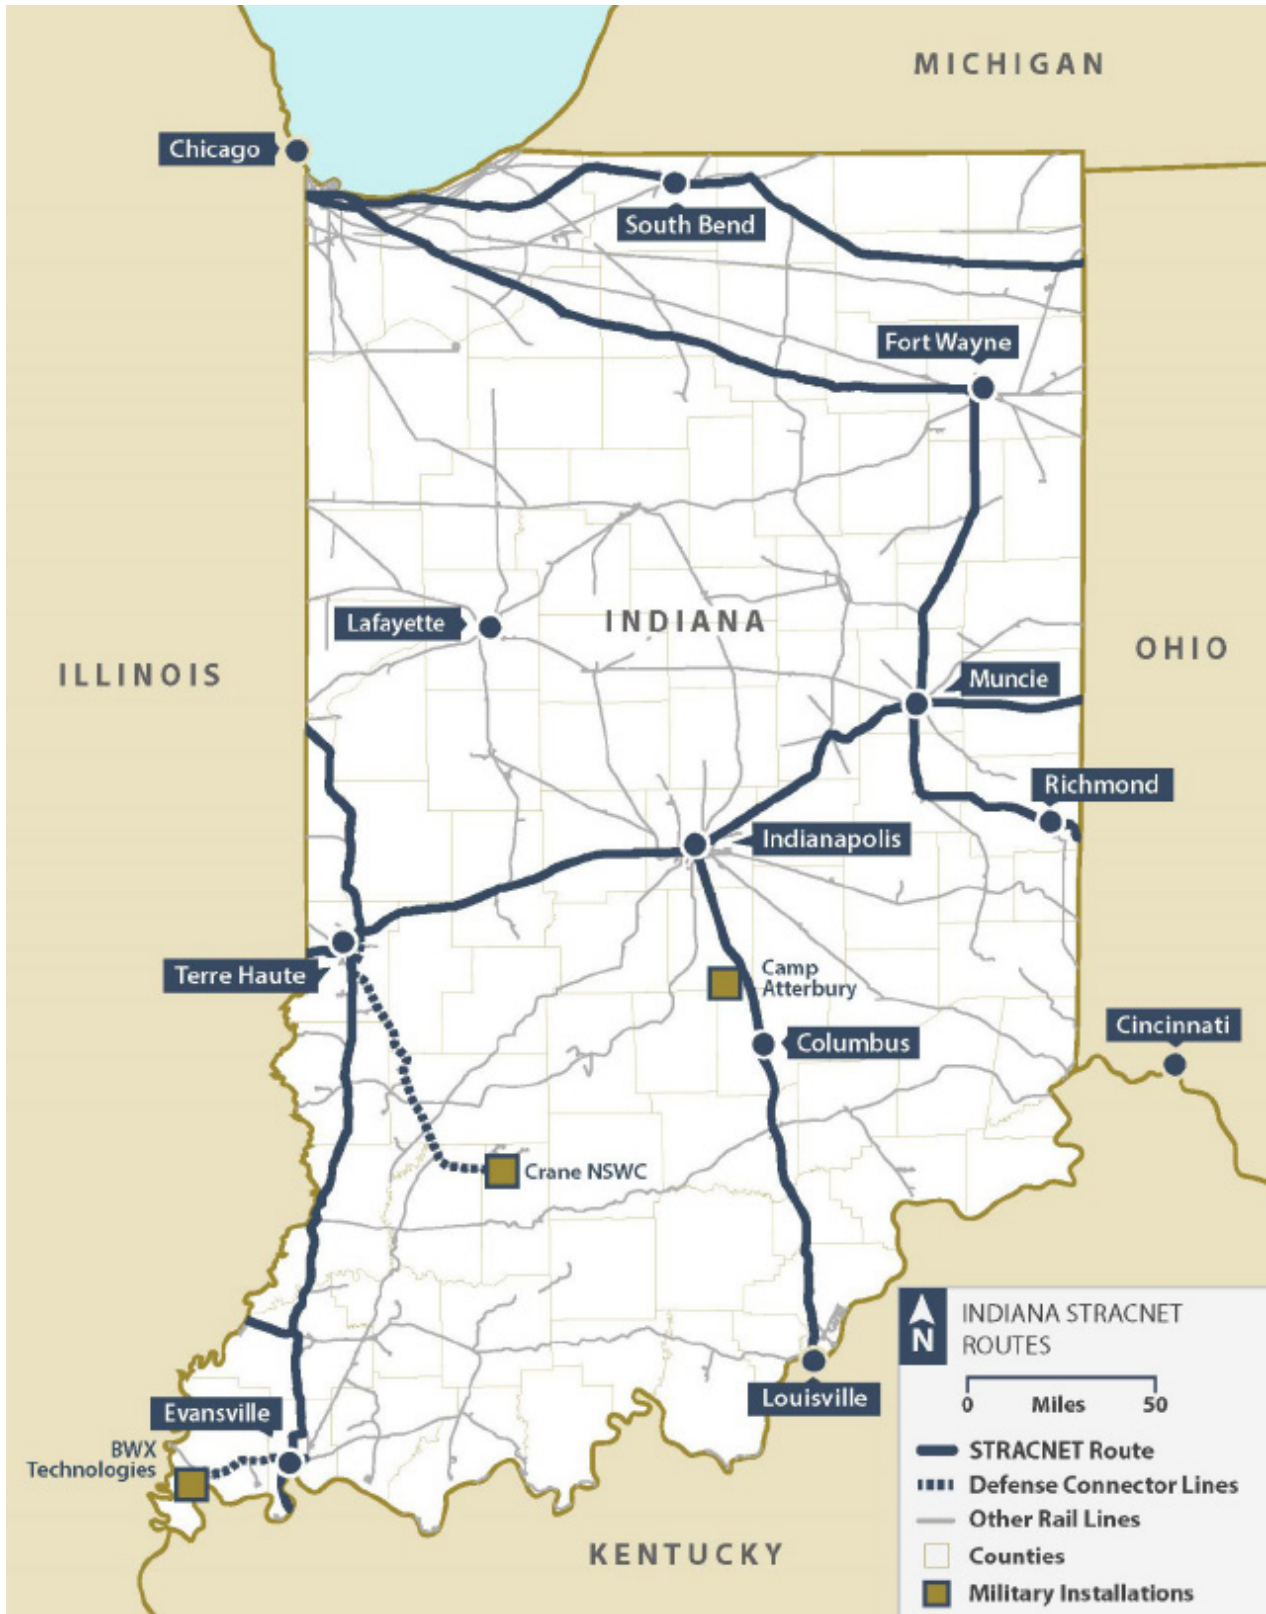 MICHIGAN
Chicago
South Bend
Fort Wayne
Lafayette
INDIANA
OHIO
ILLINOIS
Muncie
Richmond
Indianapolis
Terre Haute
Camp
Atterbury
Columbus
Cincinnati
Crane NSWC
Louisville
Evansville
BWX
Technologies
KENTUCKY
N
INDIANA STRACNET
ROUTES
0 Miles 50
STRACNET Route
Defense Connector Lines
Other Rail Lines
Counties
Military Installations